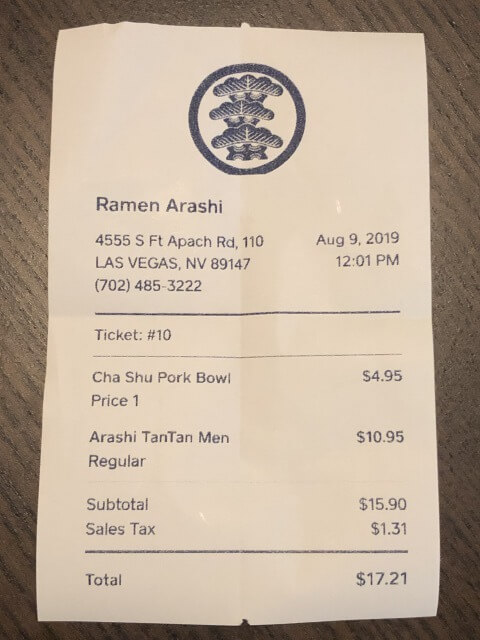 Ramen Arashi
4555 S Ft Apach Rd, 110 Aug 9, 2019
LAS VEGAS, NV 89147 12:01 PM
(702) 485-3222
Ticket: #10
Cha Shu Pork Bowl $4.95
Price 1
Arashi TanTan Men $10.95
Regular
Subtotal $15.90
Sales Tax $1.31
Total $17.21